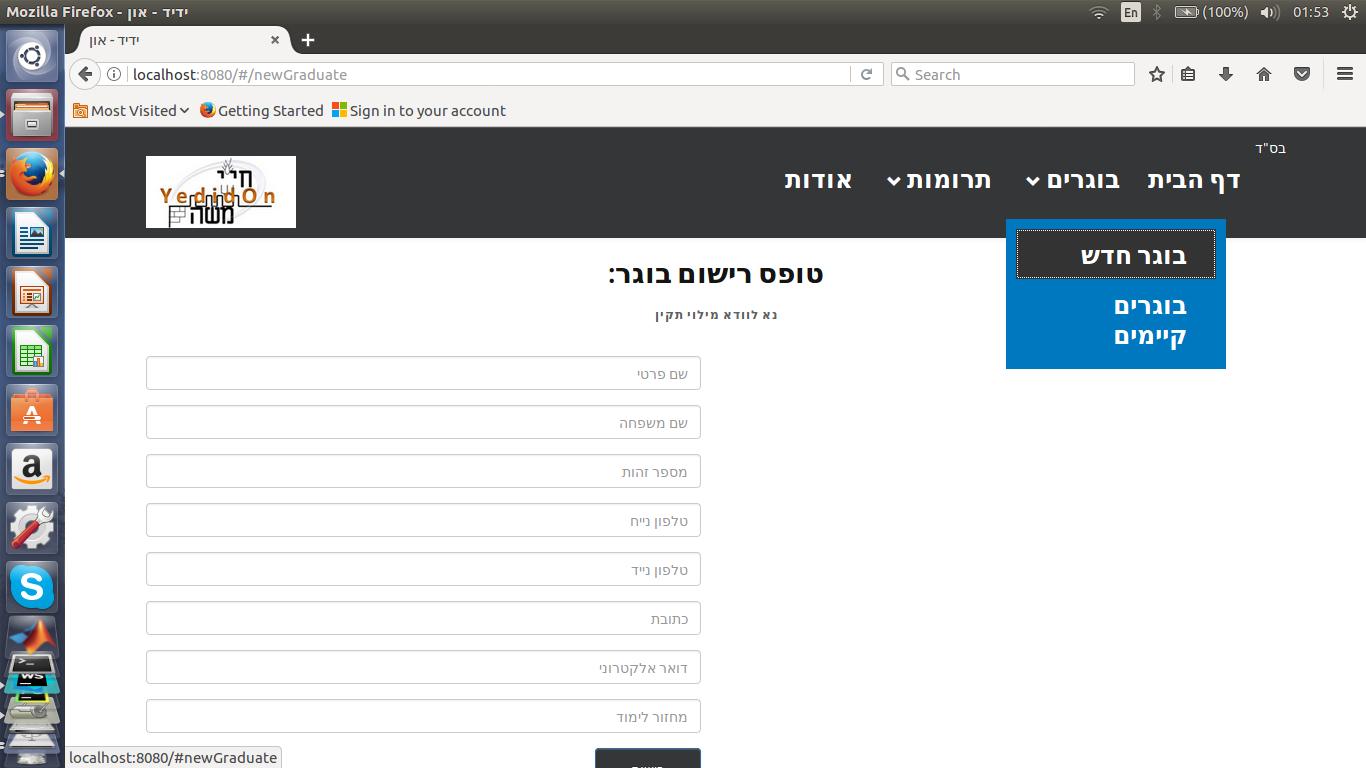 Mozilla Firefox - ידיד - און
En
(100%)
01:53
ידיד - און
localhost:8080/#/newGraduate
Search
Most Visited
Getting Started
Sign in to your account
בס"ד
דף הבית
בוגרים
תרומות
אודות
חיי
YedidOn
משה
בוגר חדש
בוגרים
קיימים
טופס רישום בוגר:
נא לוודא מילוי תקין
שם פרטי
שם משפחה
מספר זהות
טלפון נייח
טלפון נייד
כתובת
דואר אלקטרוני
מחזור לימוד
localhost:8080/#newGraduate